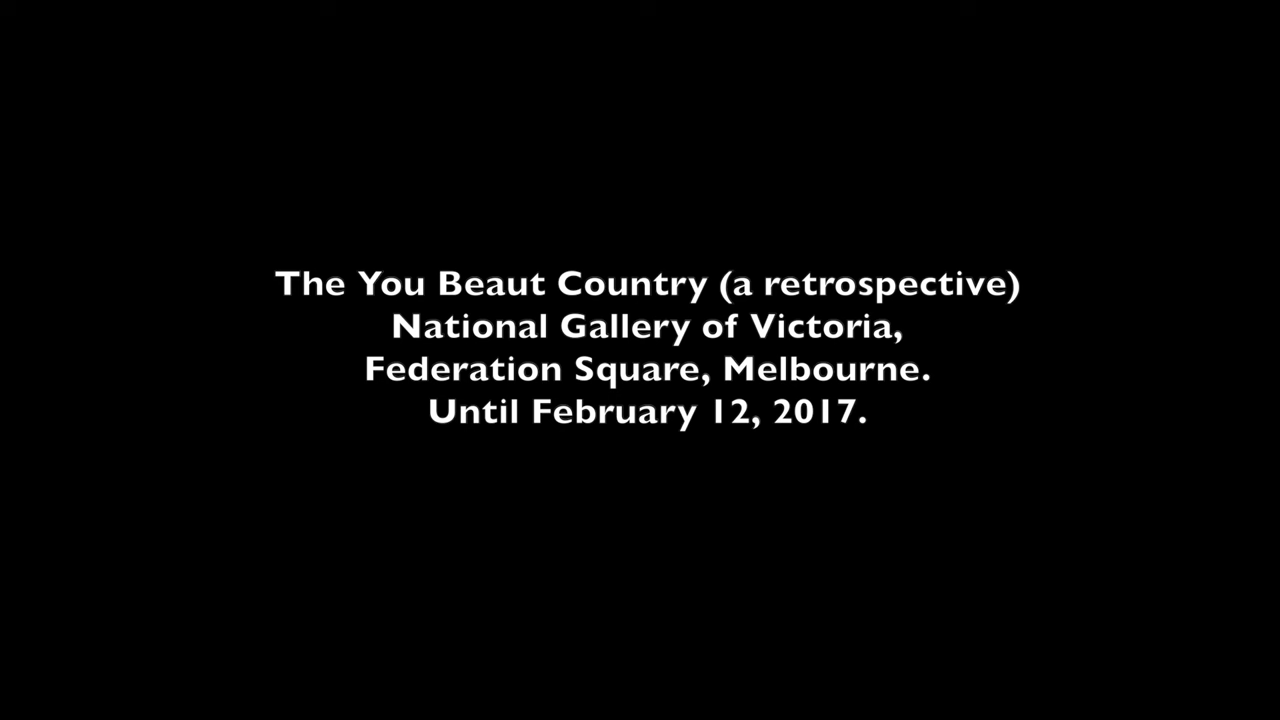 The You Beaut Country (a retrospective)
National Gallery of Victoria,
Federation Square, Melbourne.
Until February 12, 2017.